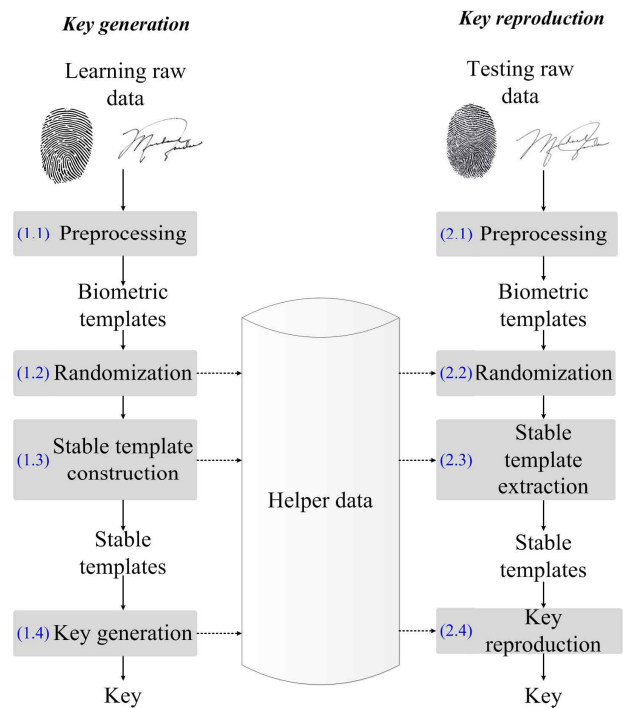 Key generation
Learning raw
data
(1.1) Preprocessing
Biometric
templates
(1.2) Randomization
(1.3) Stable template
construction
Stable
templates
(1.4) Key generation
Key
Helper data
Key reproduction
Testing raw
data
(2.1) Preprocessing
Biometric
templates
(2.2) Randomization
(2.3) Stable
template
extraction
Stable
templates
(2.4) Key
reproduction
Key